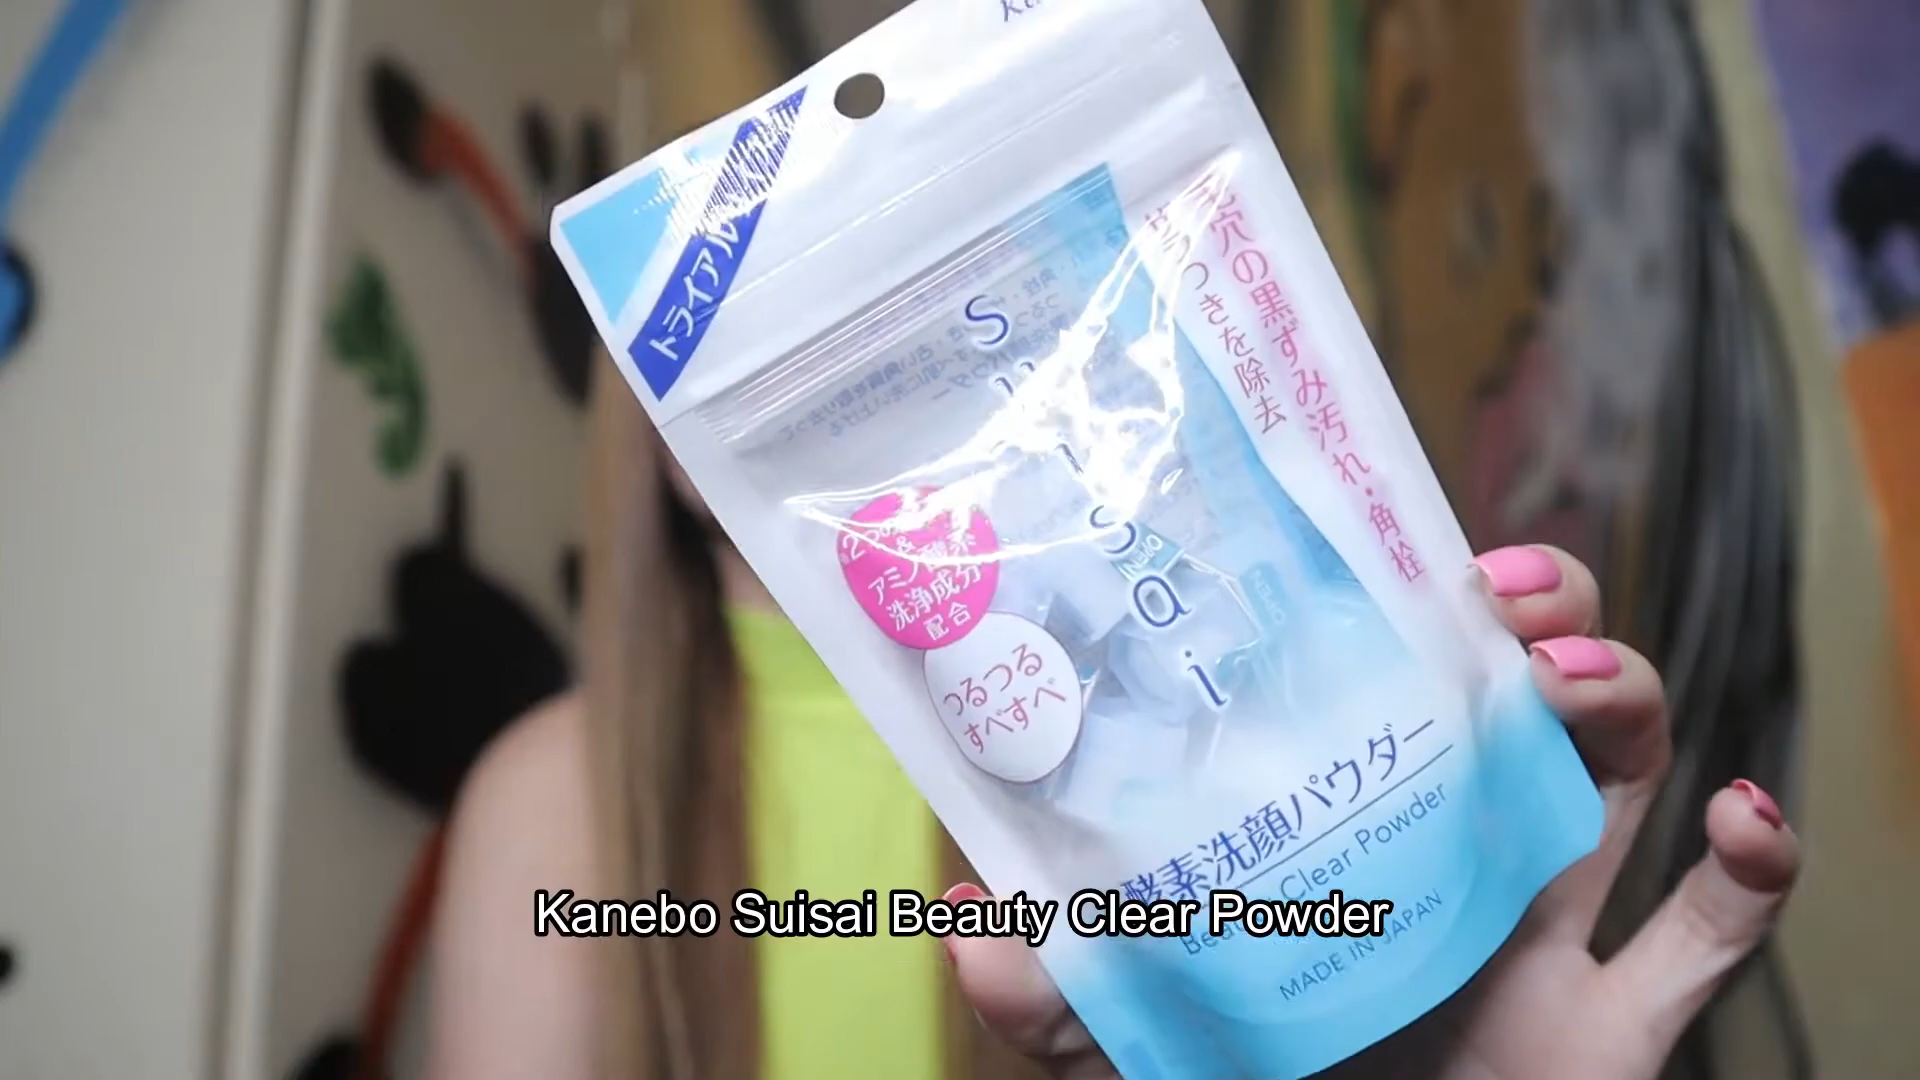 トライアル
毛穴の黒ずみ汚れ・角栓
ざらつきを除去
Suisai
アミノ酸系
洗浄成分
配合
つるつる
すべすべ
OPEN
酵素洗顔パウダー
Beauty Clear Powder
MADE IN JAPAN
Kanebo Suisai Beauty Clear Powder